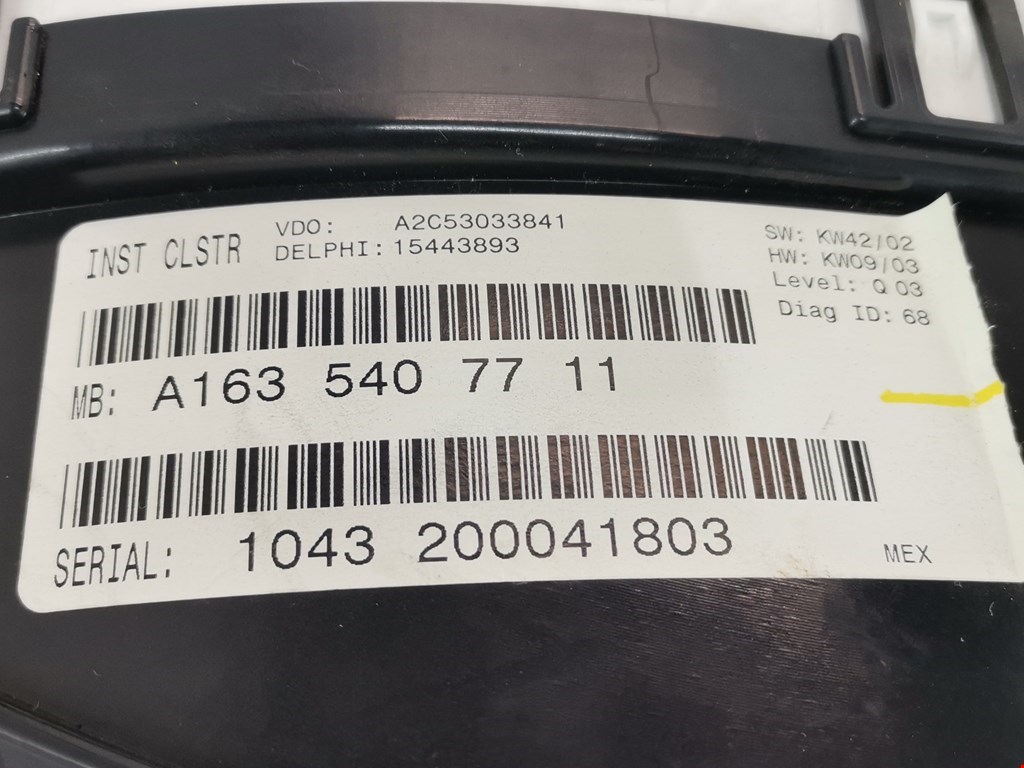 INST CLSTR
VDO: A2C53033841
DELPHI: 15443893
SW: KW42/02
HW: KW09/03
Level: Q 03
Diag ID: 68
MB: A163 540 77 11
SERIAL: 1043 200041803
MEX